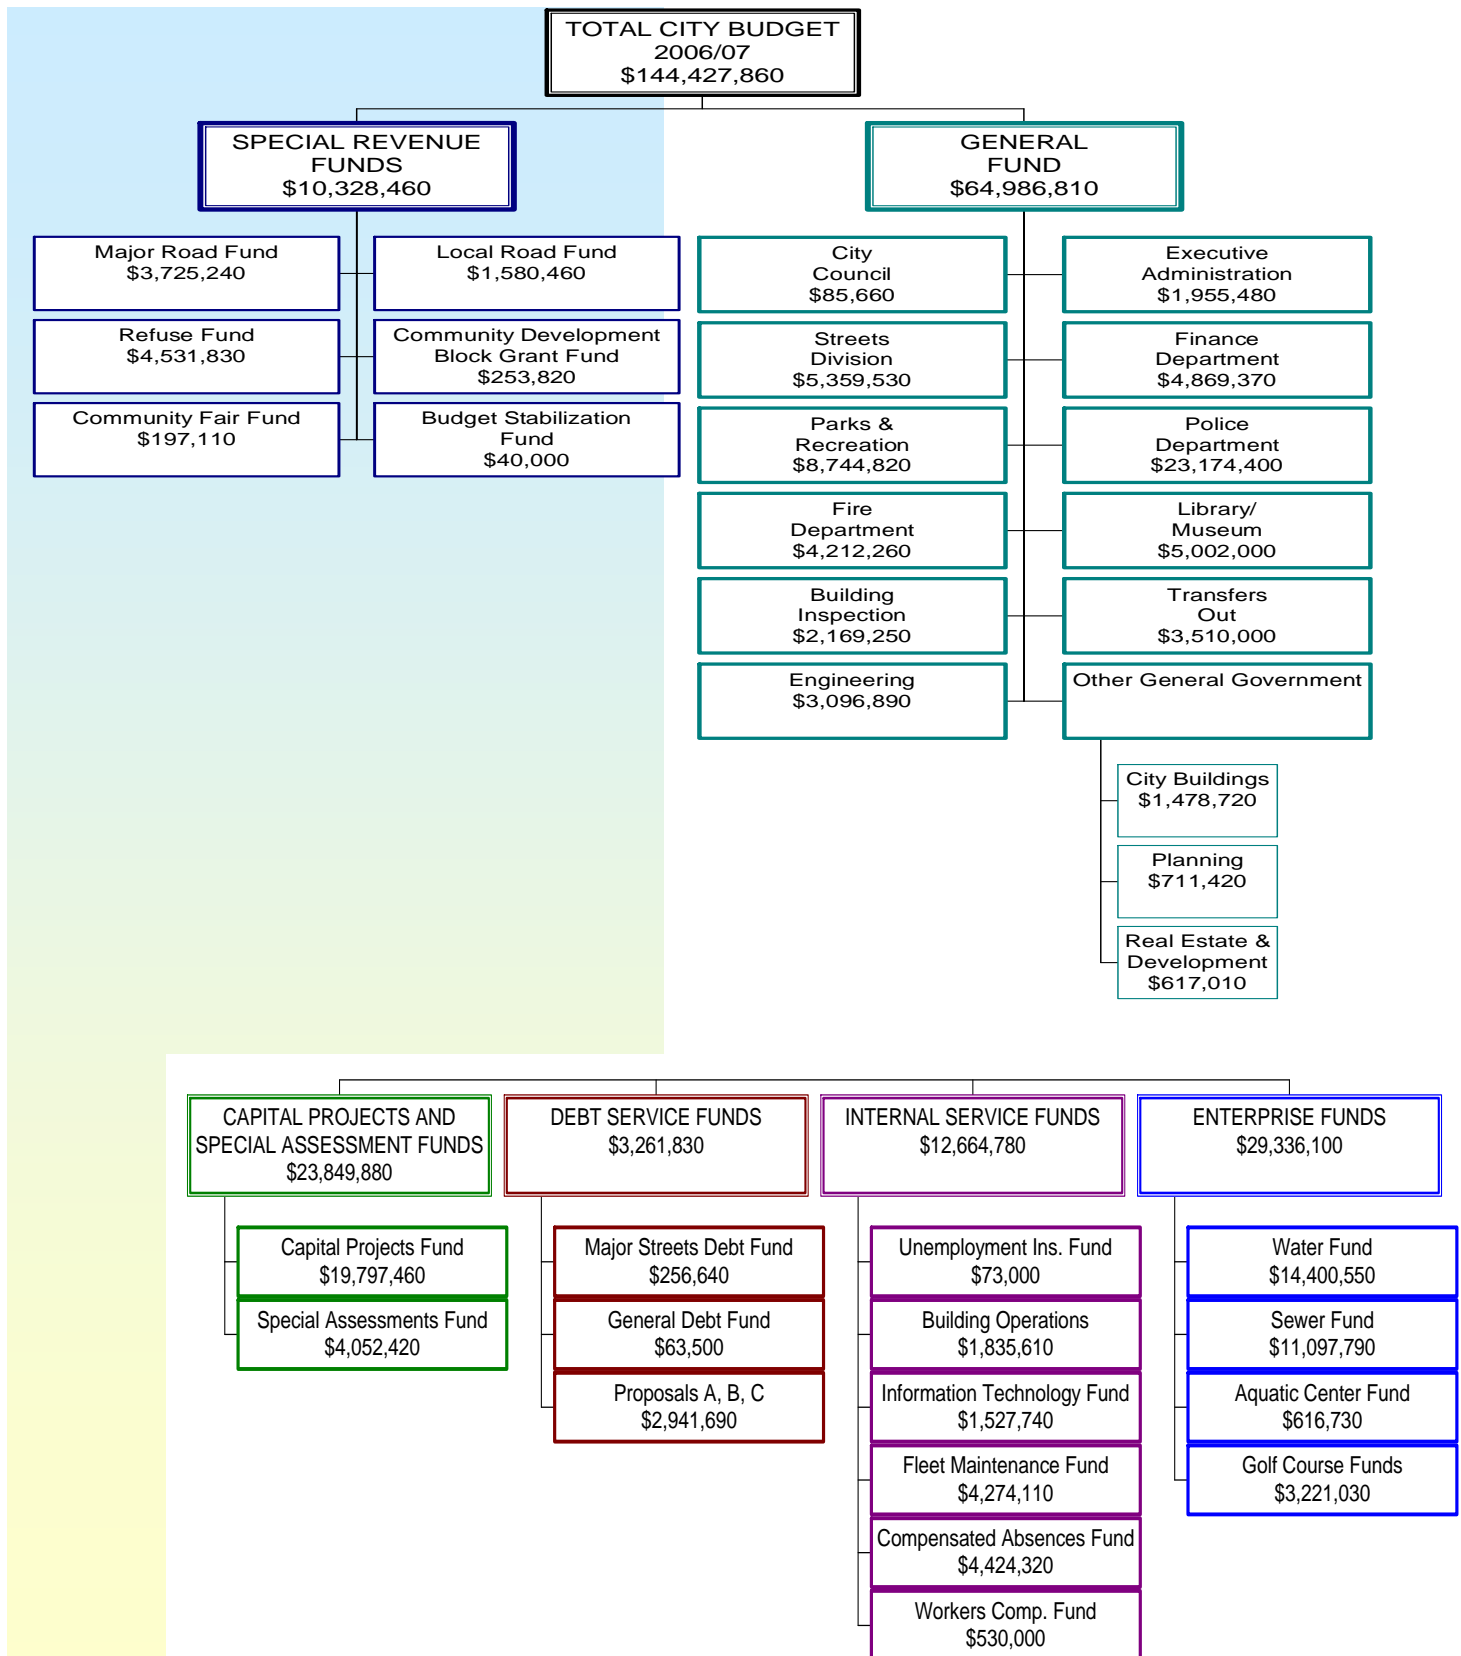 TOTAL CITY BUDGET
2006/07
$144,427,860
SPECIAL REVENUE
FUNDS
$10,328,460
GENERAL
FUND
$64,986,810
Major Road Fund
$3,725,240
Local Road Fund
$1,580,460
Refuse Fund
$4,531,830
Community Development
Block Grant Fund
$253,820
Community Fair Fund
$197,110
Budget Stabilization
Fund
$40,000
City
Council
$85,660
Executive
Administration
$1,955,480
Streets
Division
$5,359,530
Finance
Department
$4,869,370
Parks &
Recreation
$8,744,820
Police
Department
$23,174,400
Fire
Department
$4,212,260
Library/
Museum
$5,002,000
Building
Inspection
$2,169,250
Transfers
Out
$3,510,000
Engineering
$3,096,890
Other General Government
City Buildings
$1,478,720
Planning
$711,420
Real Estate &
Development
$617,010
CAPITAL PROJECTS AND
SPECIAL ASSESSMENT FUNDS
$23,849,880
Capital Projects Fund
$19,797,460
Special Assessments Fund
$4,052,420
DEBT SERVICE FUNDS
$3,261,830
Major Streets Debt Fund
$256,640
General Debt Fund
$63,500
Proposals A, B, C
$2,941,690
INTERNAL SERVICE FUNDS
$12,664,780
Unemployment Ins. Fund
$73,000
Building Operations
$1,835,610
Information Technology Fund
$1,527,740
Fleet Maintenance Fund
$4,274,110
Compensated Absences Fund
$4,424,320
Workers Comp. Fund
$530,000
ENTERPRISE FUNDS
$29,336,100
Water Fund
$14,400,550
Sewer Fund
$11,097,790
Aquatic Center Fund
$616,730
Golf Course Funds
$3,221,030